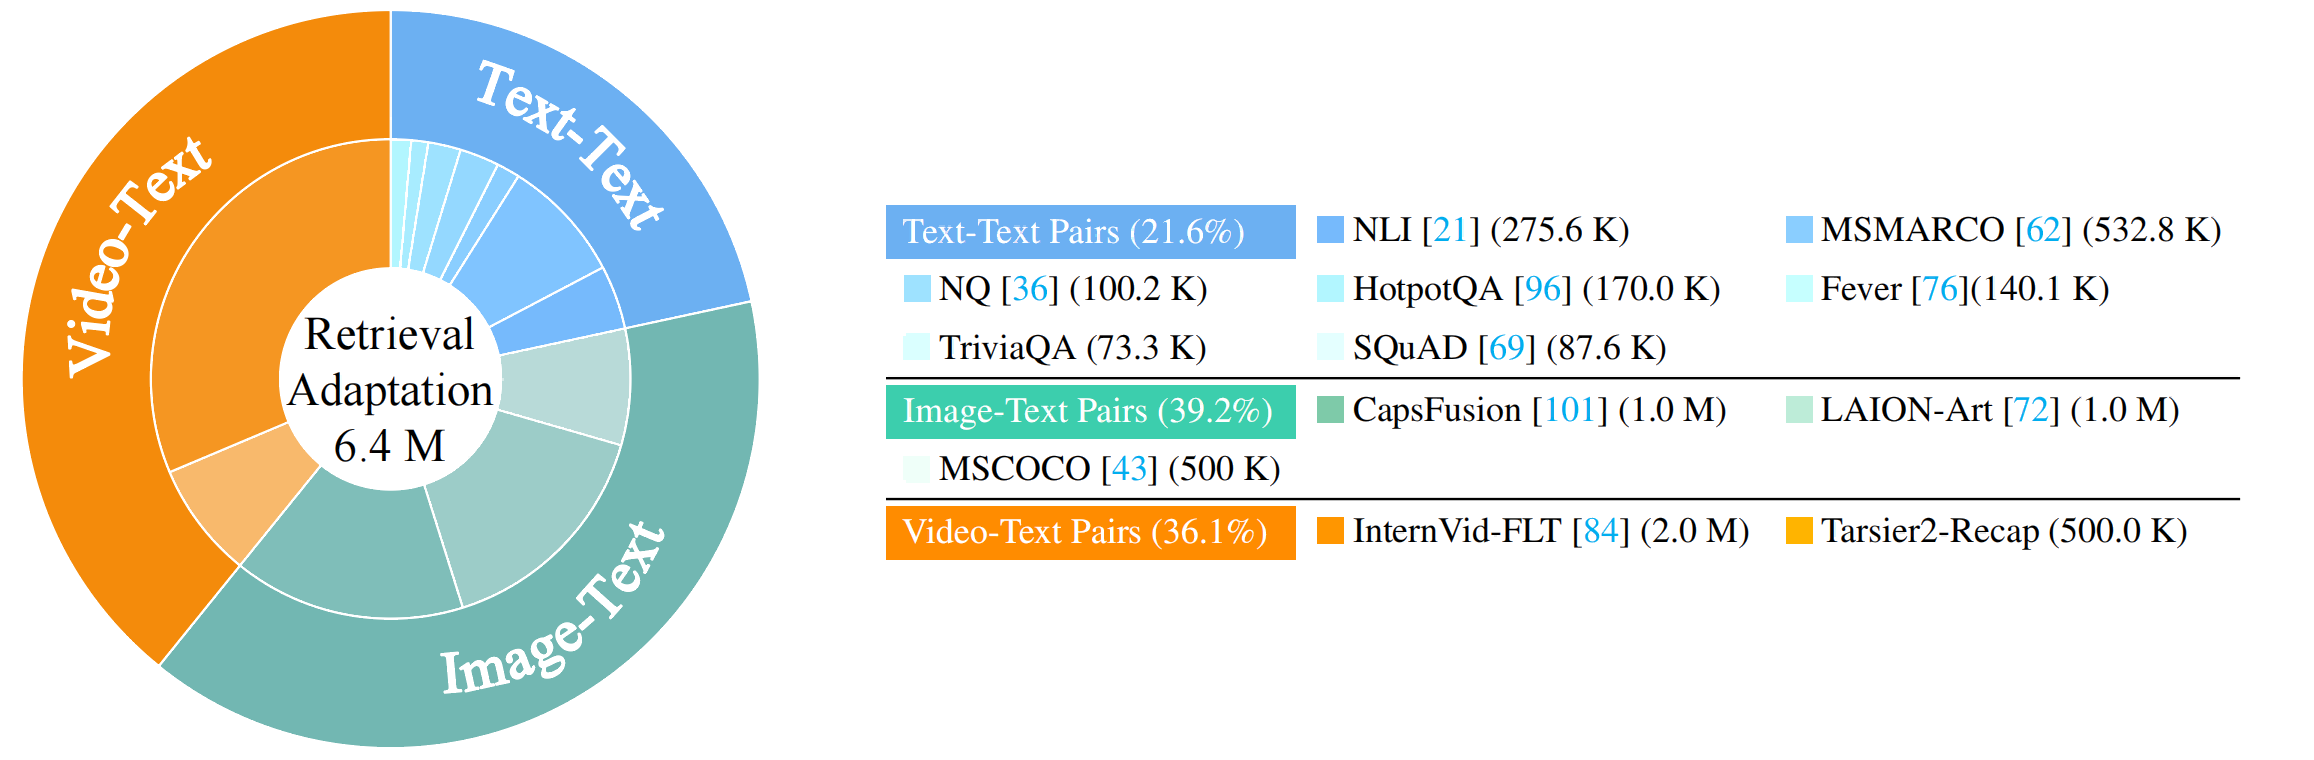 Text-Text
Video-Text
Image-Text
Retrieval
Adaptation
6.4 M
Text-Text Pairs (21.6%) NLI [21] (275.6 K) MSMARCO [62] (532.8 K)
NQ [36] (100.2 K) HotpotQA [96] (170.0 K) Fever [76](140.1 K)
TriviaQA (73.3 K) SQuAD [69] (87.6 K)
Image-Text Pairs (39.2%) CapsFusion [101] (1.0 M) LAION-Art [72] (1.0 M)
MSCOCO [43] (500 K)
Video-Text Pairs (36.1%) InternVid-FLT [84] (2.0 M) Tarsier2-Recap (500.0 K)